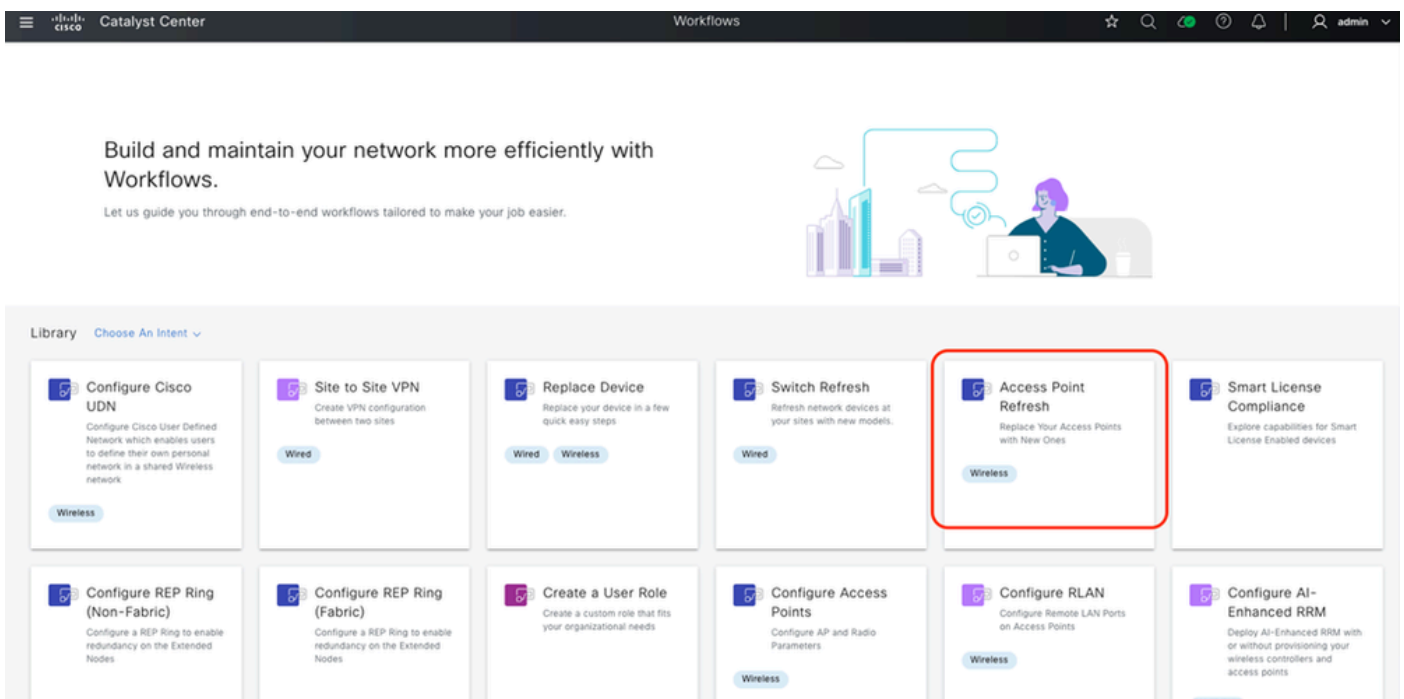 CISCO Catalyst Center
Workflows
admin
Build and maintain your network more efficiently with
Workflows.
Let us guide you through end-to-end workflows tailored to make your job easier.
Library Choose An Intent
Configure Cisco
UDN
Configure Cisco User Defined
Network which enables users
to define their own personal
network in a shared Wireless
network
Wireless
Site to Site VPN
Create VPN configuration
between two sites
Wired
Replace Device
Replace your device in a few
quick easy steps
Wired Wireless
Switch Refresh
Refresh network devices at
your sites with new models.
Wired
Access Point
Refresh
Replace Your Access Points
with New Ones
Wireless
Smart License
Compliance
Explore capabilities for Smart
License Enabled devices
Configure REP Ring
(Non-Fabric)
Configure a REP Ring to enable
redundancy on the Extended
Nodes
Configure REP Ring
(Fabric)
Configure a REP Ring to enable
redundancy on the Extended
Nodes
Create a User Role
Create a custom role that fits
your organizational needs
Configure Access
Points
Configure AP and Radio
Parameters
Wireless
Configure RLAN
Configure Remote LAN Ports
on Access Points
Wireless
Configure AI-
Enhanced RRM
Deploy AI-Enhanced RRM with
or without provisioning your
wireless controllers and
access points